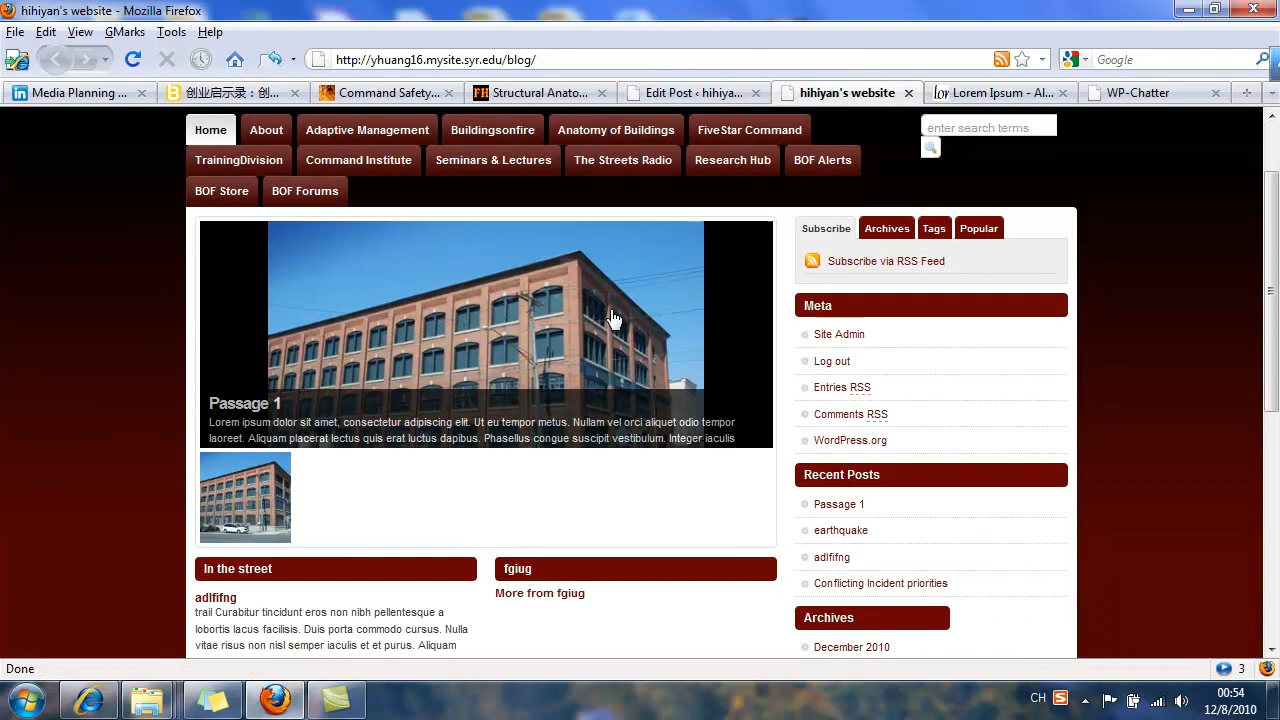 hihiyan's website - Mozilla Firefox
File Edit View GMarks Tools Help
http://yhuang16.mysite.syr.edu/blog/
Google
Media Planning ...
创业启示录：创...
Command Safety...
FH Structural Anato...
Edit Post ‹ hihiya...
hihiyan's website
Lorem Ipsum - Al...
WP-Chatter
Home About Adaptive Management Buildingsonfire Anatomy of Buildings FiveStar Command
enter search terms
TrainingDivision Command Institute Seminars & Lectures The Streets Radio Research Hub BOF Alerts
BOF Store BOF Forums
Passage 1
Lorem ipsum dolor sit amet, consectetur adipiscing elit. Ut eu tempor metus. Nullam vel orci aliquet odio tempor
laoreet. Aliquam placerat lectus quis erat luctus dapibus. Phasellus congue suscipit vestibulum. Integer iaculis
In the street
adlfifng
trail Curabitur tincidunt eros non nibh pellentesque a
lobortis lacus facilisis. Duis porta commodo cursus. Nulla
vitae risus non nisl semper iaculis et et purus. Aliquam
fgiug
More from fgiug
Subscribe Archives Tags Popular
Subscribe via RSS Feed
Meta
Site Admin
Log out
Entries RSS
Comments RSS
WordPress.org
Recent Posts
Passage 1
earthquake
adlfifng
Conflicting Incident priorities
Archives
December 2010
Done
3
CH
00:54
12/8/2010